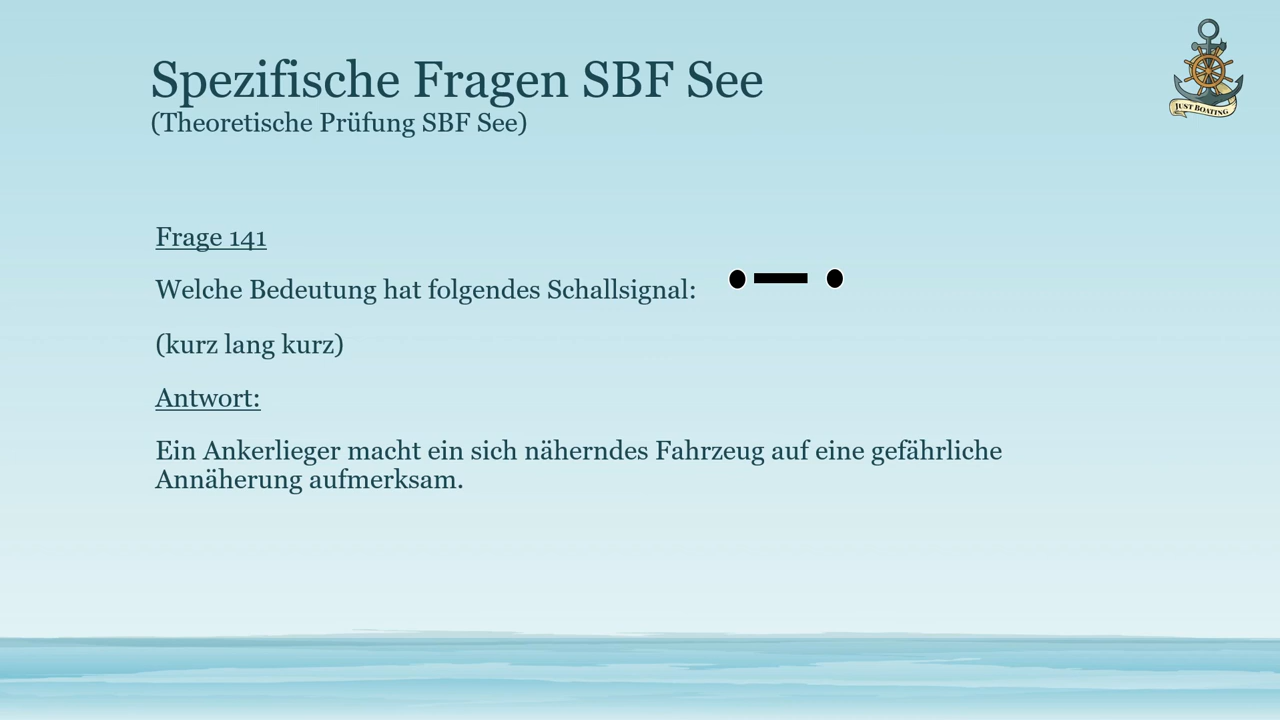 Spezifische Fragen SBF See
(Theoretische Prüfung SBF See)
JUST BOATING
Frage 141
Welche Bedeutung hat folgendes Schallsignal:
(kurz lang kurz)
Antwort:
Ein Ankerlieger macht ein sich näherndes Fahrzeug auf eine gefährliche
Annäherung aufmerksam.